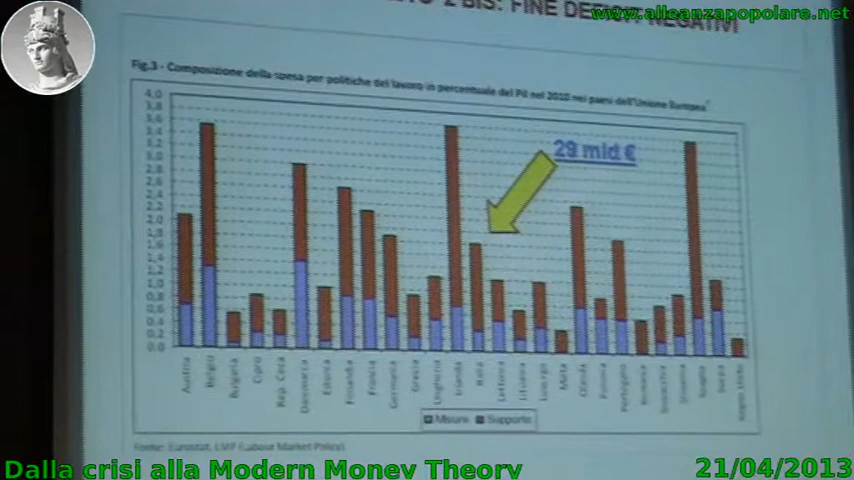 2 BIS: FINE DEFICIT NEGATIVI
www.alleanzapopolare.net
Fig.3 - Composizione della spesa per politiche del lavoro in percentuale del Pil nel 2010 nei paesi dell'Unione Europea
4,0
3,8
3,6
3,4
3,2
3,0
2,8
2,6
2,4
2,2
2,0
1,8
1,6
1,4
1,2
1,0
0,8
0,6
0,4
0,2
0,0
29 mld €
Austria
Belgio
Bulgaria
Cipro
Rep. Ceca
Danimarca
Estonia
Finlandia
Francia
Germania
Grecia
Ungheria
Irlanda
Italia
Lettonia
Lituania
Malta
Olanda
Polonia
Portogallo
Romania
Slovacchia
Slovenia
Spagna
Svezia
Regno Unito
Misure Supporto
Fonte: Eurostat, LMP (Labour Market Policy)
Dalla crisi alla Modern Money Theory
21/04/2013